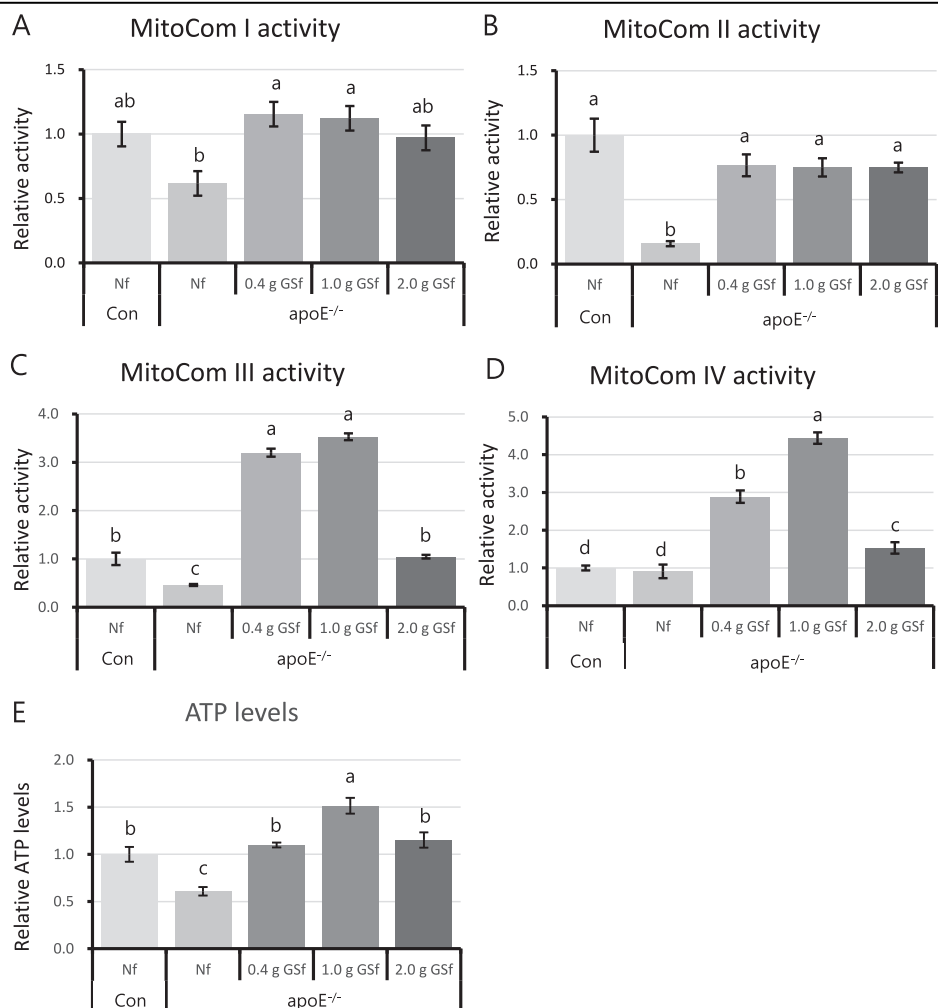 A
MitoCom I activity
Relative activity
1.5
1.0
0.5
0.0
ab
b
a
a
ab
Nf
Nf
0.4 g GSf
1.0 g GSf
2.0 g GSf
Con
apoE-/-
B
MitoCom II activity
Relative activity
1.5
1.0
0.5
0.0
a
b
a
a
a
Nf
Nf
0.4 g GSf
1.0 g GSf
2.0 g GSf
Con
apoE-/-
C
MitoCom III activity
Relative activity
4.0
3.0
2.0
1.0
0.0
b
c
a
a
b
Nf
Nf
0.4 g GSf
1.0 g GSf
2.0 g GSf
Con
apoE-/-
D
MitoCom IV activity
Relative activity
5.0
4.0
3.0
2.0
1.0
0.0
d
d
b
a
c
Nf
Nf
0.4 g GSf
1.0 g GSf
2.0 g GSf
Con
apoE-/-
E
ATP levels
Relative ATP levels
2.0
1.5
1.0
0.5
0.0
b
c
b
a
b
Nf
Nf
0.4 g GSf
1.0 g GSf
2.0 g GSf
Con
apoE-/-